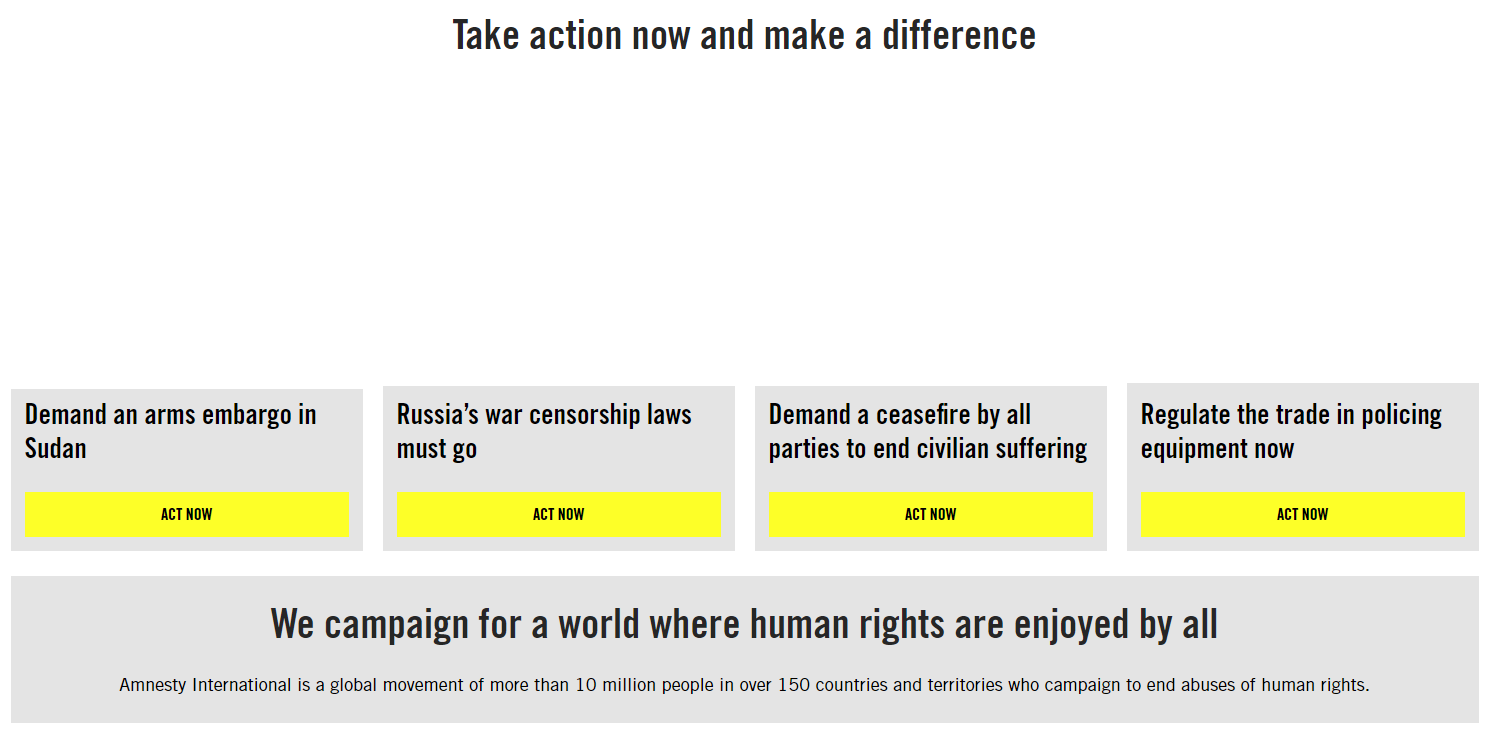 Take action now and make a difference
Demand an arms embargo in
Sudan
ACT NOW
Russia’s war censorship laws
must go
ACT NOW
Demand a ceasefire by all
parties to end civilian suffering
ACT NOW
Regulate the trade in policing
equipment now
ACT NOW
We campaign for a world where human rights are enjoyed by all
Amnesty International is a global movement of more than 10 million people in over 150 countries and territories who campaign to end abuses of human rights.